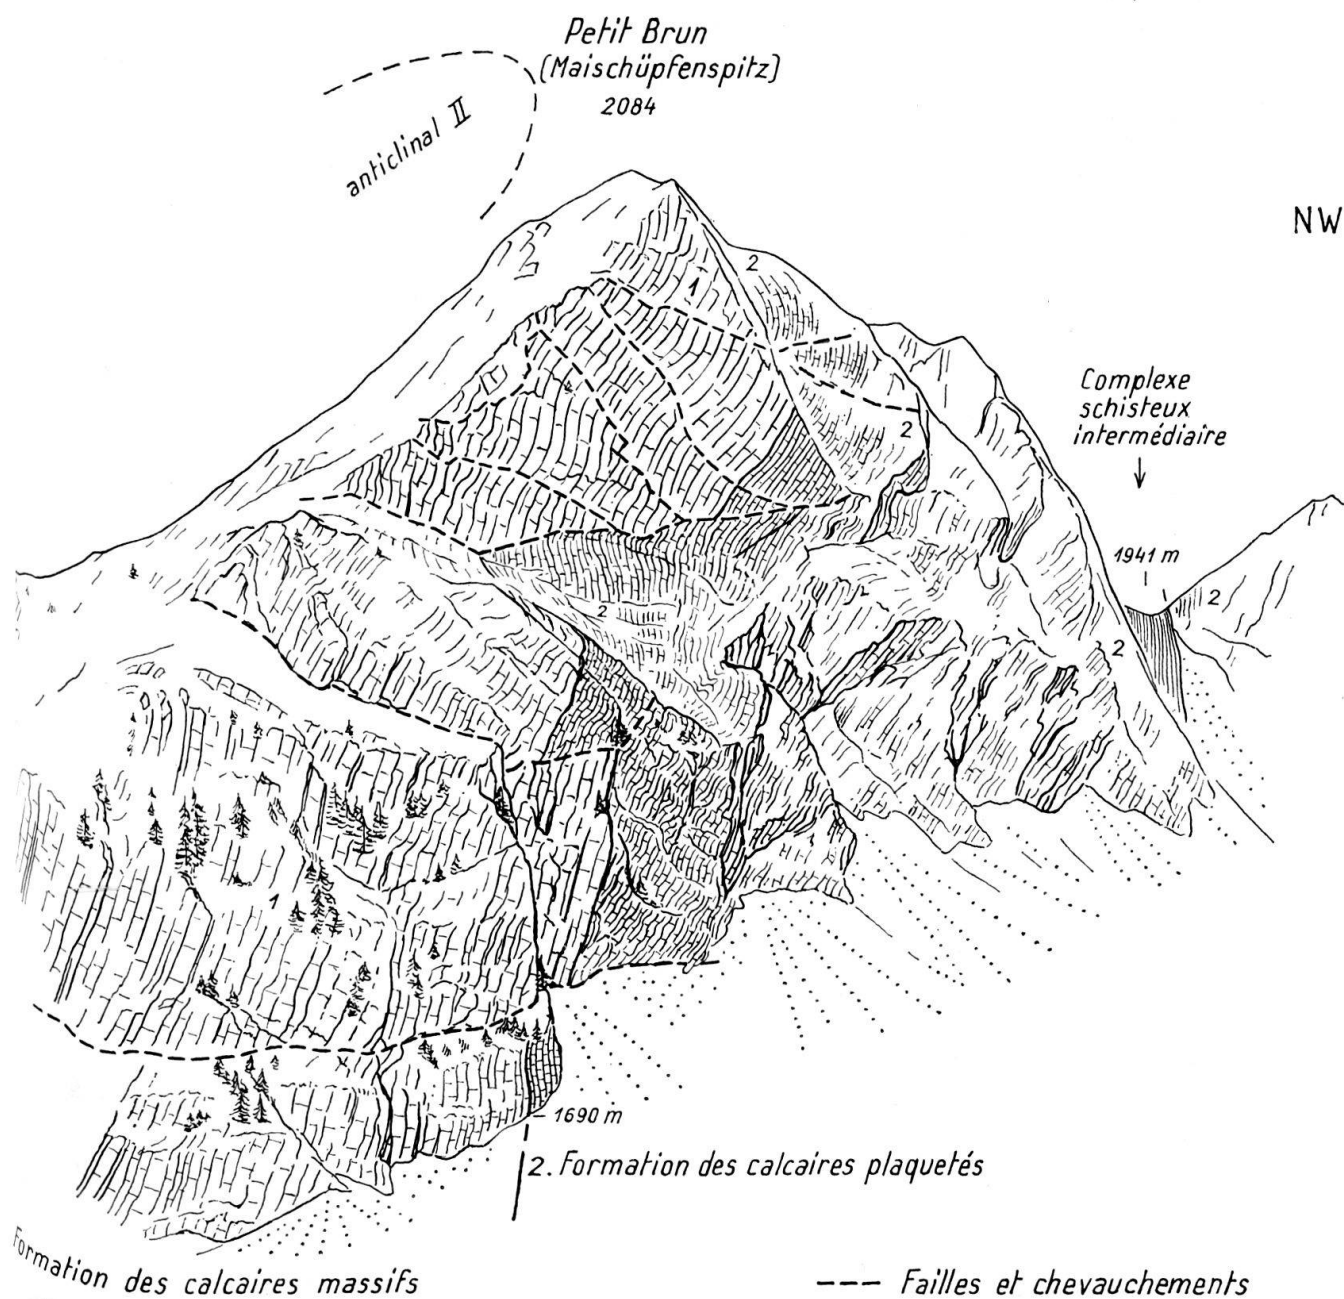 Petit Brun
(Maischüpfenspitz)
2084
anticlinal II
NW
2
1
Complexe
schisteux
intermédiaire
2
1941 m
2
2
2
1
1690 m
2. Formation des calcaires plaquetés
Formation des calcaires massifs
Failles et chevauchements